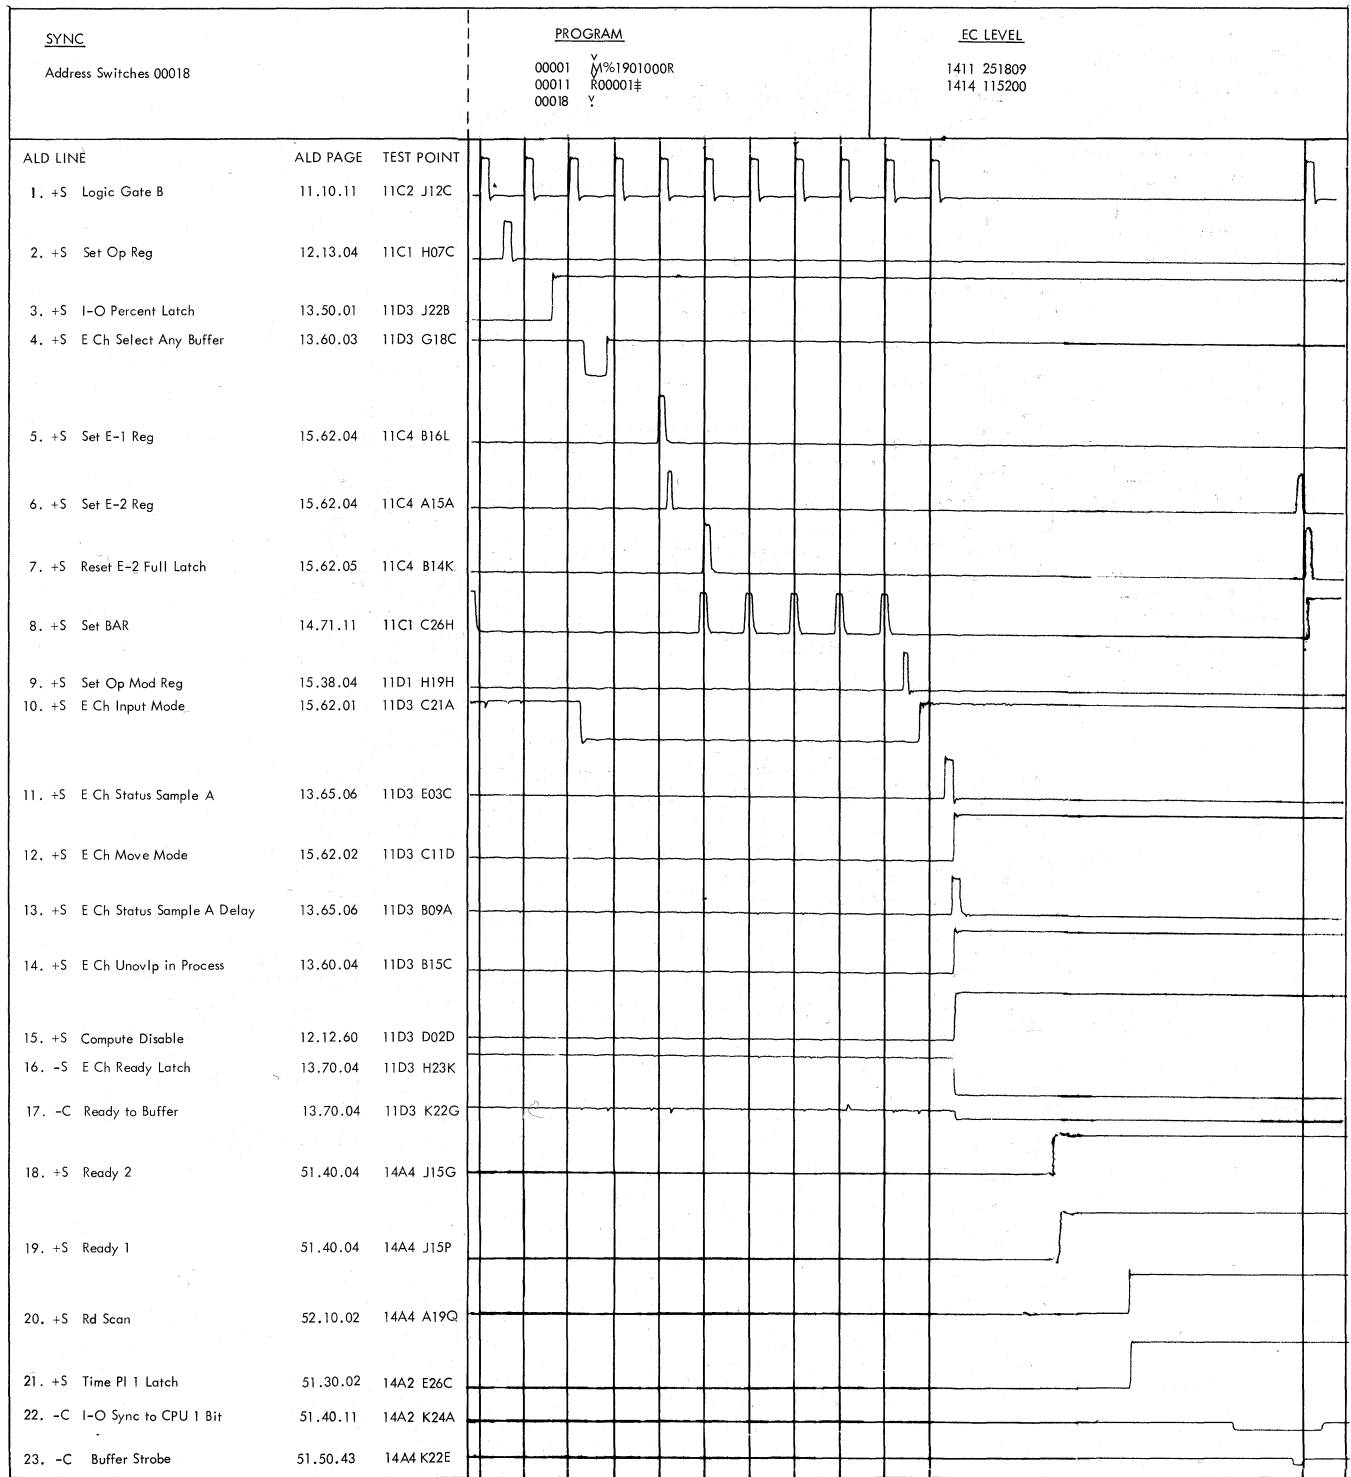 SYNC
Address Switches 00018
PROGRAM
v
00001 M%1901000R
v
00011 R00001‡
v
00018 .
EC LEVEL
1411 251809
1414 115200
ALD LINE ALD PAGE TEST POINT
1. +S Logic Gate B 11.10.11 11C2 J12C
2. +S Set Op Reg 12.13.04 11C1 H07C
3. +S I-O Percent Latch 13.50.01 11D3 J22B
4. +S E Ch Select Any Buffer 13.60.03 11D3 G18C
5. +S Set E-1 Reg 15.62.04 11C4 B16L
6. +S Set E-2 Reg 15.62.04 11C4 A15A
7. +S Reset E-2 Full Latch 15.62.05 11C4 B14K
8. +S Set BAR 14.71.11 11C1 C26H
9. +S Set Op Mod Reg 15.38.04 11D1 H19H
10. +S E Ch Input Mode 15.62.01 11D3 C21A
11. +S E Ch Status Sample A 13.65.06 11D3 E03C
12. +S E Ch Move Mode 15.62.02 11D3 C11D
13. +S E Ch Status Sample A Delay 13.65.06 11D3 B09A
14. +S E Ch Unovlp in Process 13.60.04 11D3 B15C
15. +S Compute Disable 12.12.60 11D3 D02D
16. -S E Ch Ready Latch 13.70.04 11D3 H23K
17. -C Ready to Buffer 13.70.04 11D3 K22G
18. +S Ready 2 51.40.04 14A4 J15G
19. +S Ready 1 51.40.04 14A4 J15P
20. +S Rd Scan 52.10.02 14A4 A19Q
21. +S Time PI 1 Latch 51.30.02 14A2 E26C
22. -C I-O Sync to CPU 1 Bit 51.40.11 14A2 K24A
23. -C Buffer Strobe 51.50.43 14A4 K22E